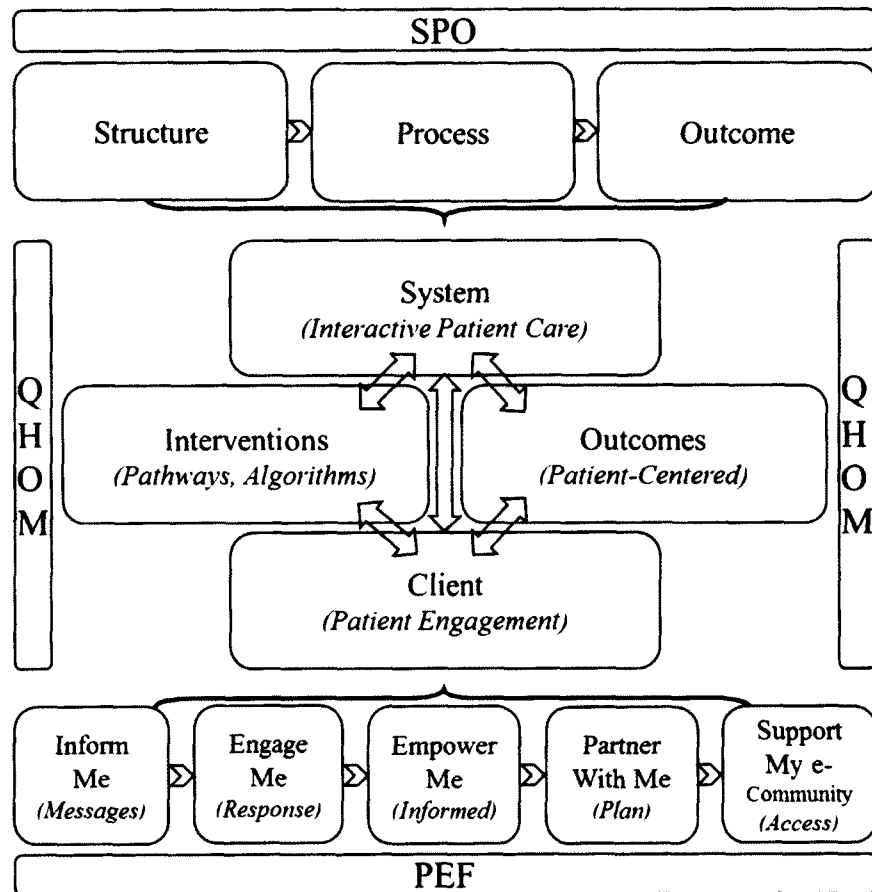 SPO
Structure
Process
Outcome
System
(Interactive Patient Care)
Q
H
O
M
Interventions
(Pathways, Algorithms)
Outcomes
(Patient-Centered)
Q
H
O
M
Client
(Patient Engagement)
Inform
Me
(Messages)
Engage
Me
(Response)
Empower
Me
(Informed)
Partner
With Me
(Plan)
Support
My e-
Community
(Access)
PEF